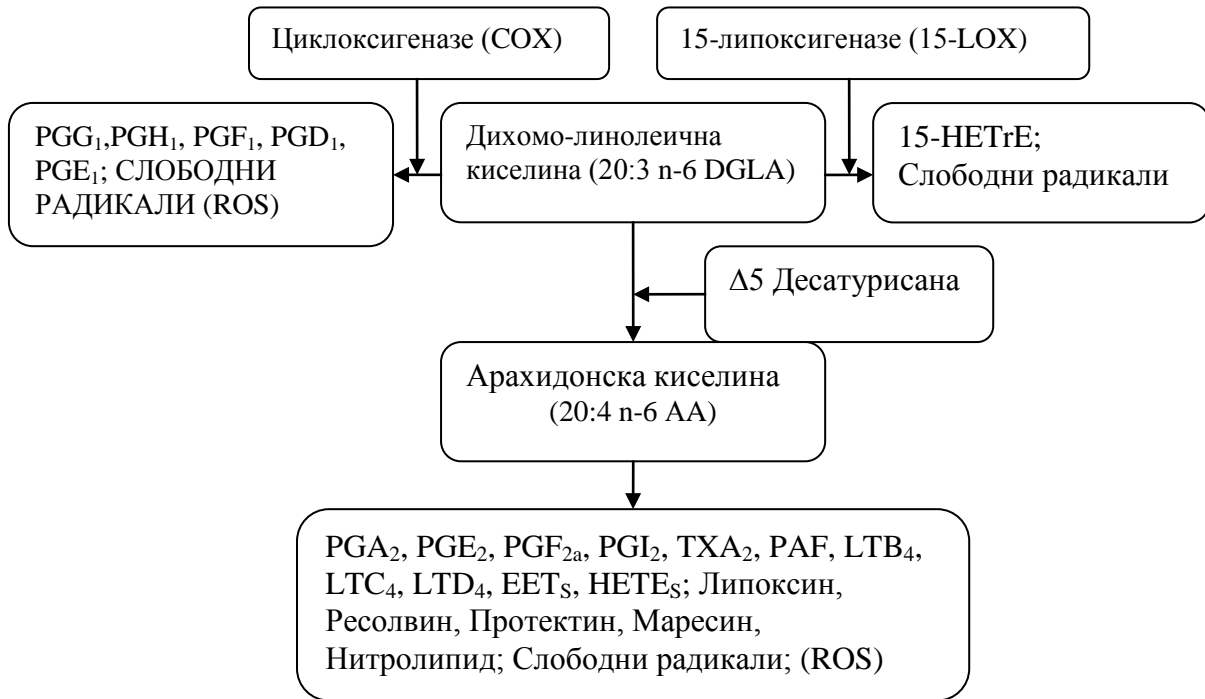 Циклоксигеназе (COX)
15-липоксигеназе (15-LOX)
PGG₁,PGH₁, PGF₁, PGD₁,
PGE₁; СЛОБОДНИ
РАДИКАЛИ (ROS)
Дихомо-линолеична
киселина (20:3 n-6 DGLA)
15-HETrE;
Слободни радикали
Δ5 Десатурисана
Арахидонска киселина
(20:4 n-6 AA)
PGA₂, PGE₂, PGF₂ₐ, PGI₂, TXA₂, PAF, LTB₄,
LTC₄, LTD₄, EETS, HETES; Липоксин,
Ресолвин, Протектин, Маресин,
Нитролипид; Слободни радикали; (ROS)